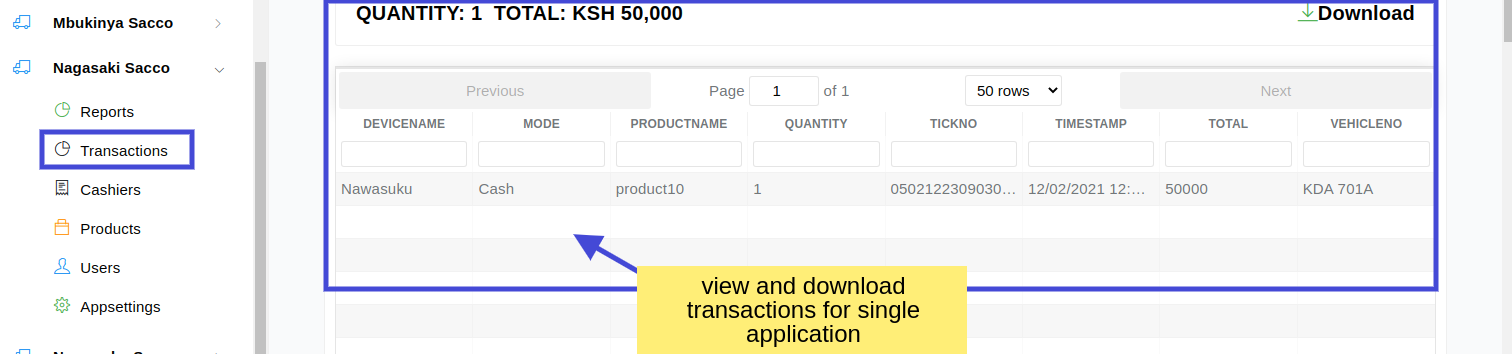 Mbukinya Sacco
Nagasaki Sacco
Reports
Transactions
Cashiers
Products
Users
Appsettings
QUANTITY: 1 TOTAL: KSH 50,000
Download
Previous Page 1 of 1 50 rows Next
DEVICENAME MODE PRODUCTNAME QUANTITY TICKNO TIMESTAMP TOTAL VEHICLENO
Nawasuku Cash product10 1 0502122309030... 12/02/2021 12:... 50000 KDA 701A
view and download
transactions for single
application